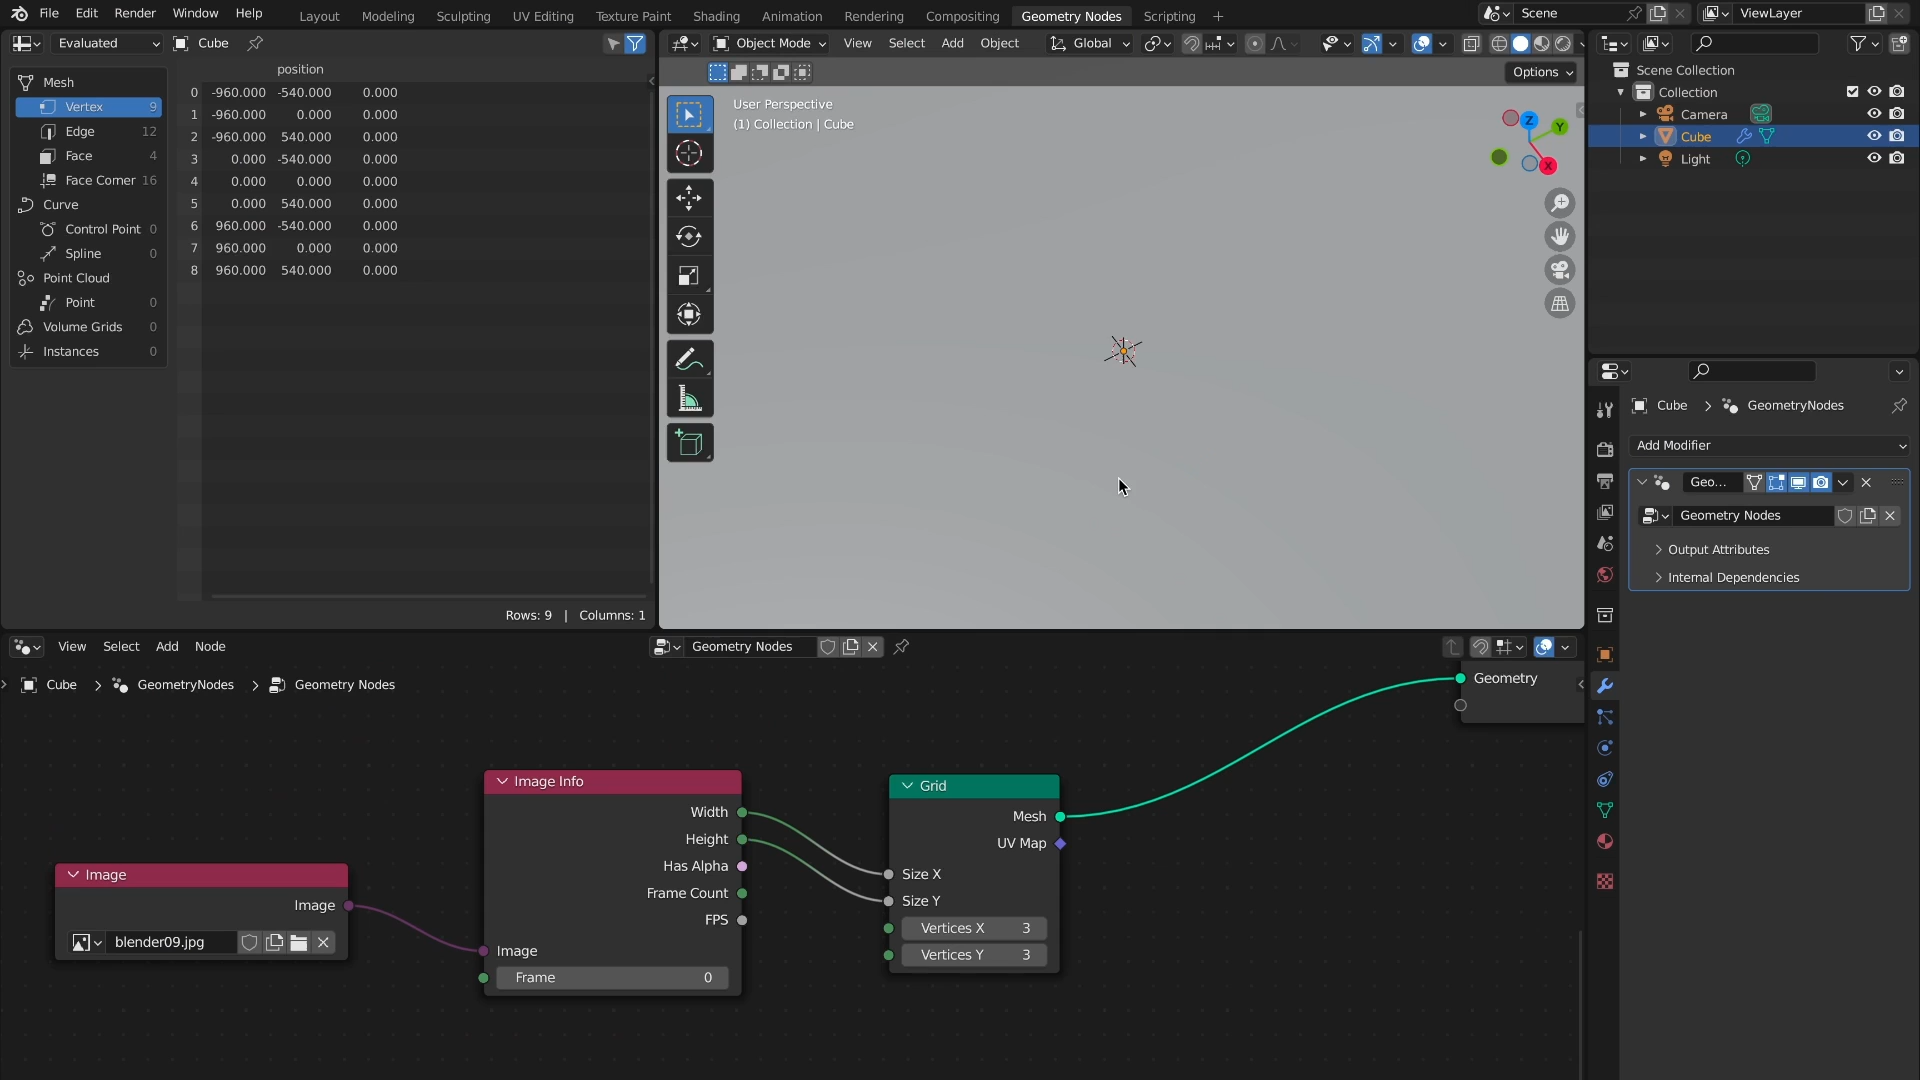 File Edit Render Window Help Layout Modeling Sculpting UV Editing Texture Paint Shading Animation Rendering Compositing Geometry Nodes Scripting + Scene ViewLayer
Evaluated Cube
Object Mode View Select Add Object Global
Options
position
Mesh
Vertex 9
Edge 12
Face 4
Face Corner 16
Curve
Control Point 0
Spline 0
Point Cloud
Point 0
Volume Grids 0
Instances 0
0 -960.000 -540.000 0.000
1 -960.000 0.000 0.000
2 -960.000 540.000 0.000
3 0.000 -540.000 0.000
4 0.000 0.000 0.000
5 0.000 540.000 0.000
6 960.000 -540.000 0.000
7 960.000 0.000 0.000
8 960.000 540.000 0.000
Rows: 9 | Columns: 1
User Perspective
(1) Collection | Cube
Z
Y
X
Scene Collection
Collection
Camera
Cube
Light
Cube > GeometryNodes
Add Modifier
Geo...
Geometry Nodes
Output Attributes
Internal Dependencies
View Select Add Node Geometry Nodes
Cube > GeometryNodes > Geometry Nodes
Geometry
Image
Image
blender09.jpg
Image Info
Width
Height
Has Alpha
Frame Count
FPS
Image
Frame 0
Grid
Mesh
UV Map
Size X
Size Y
Vertices X 3
Vertices Y 3